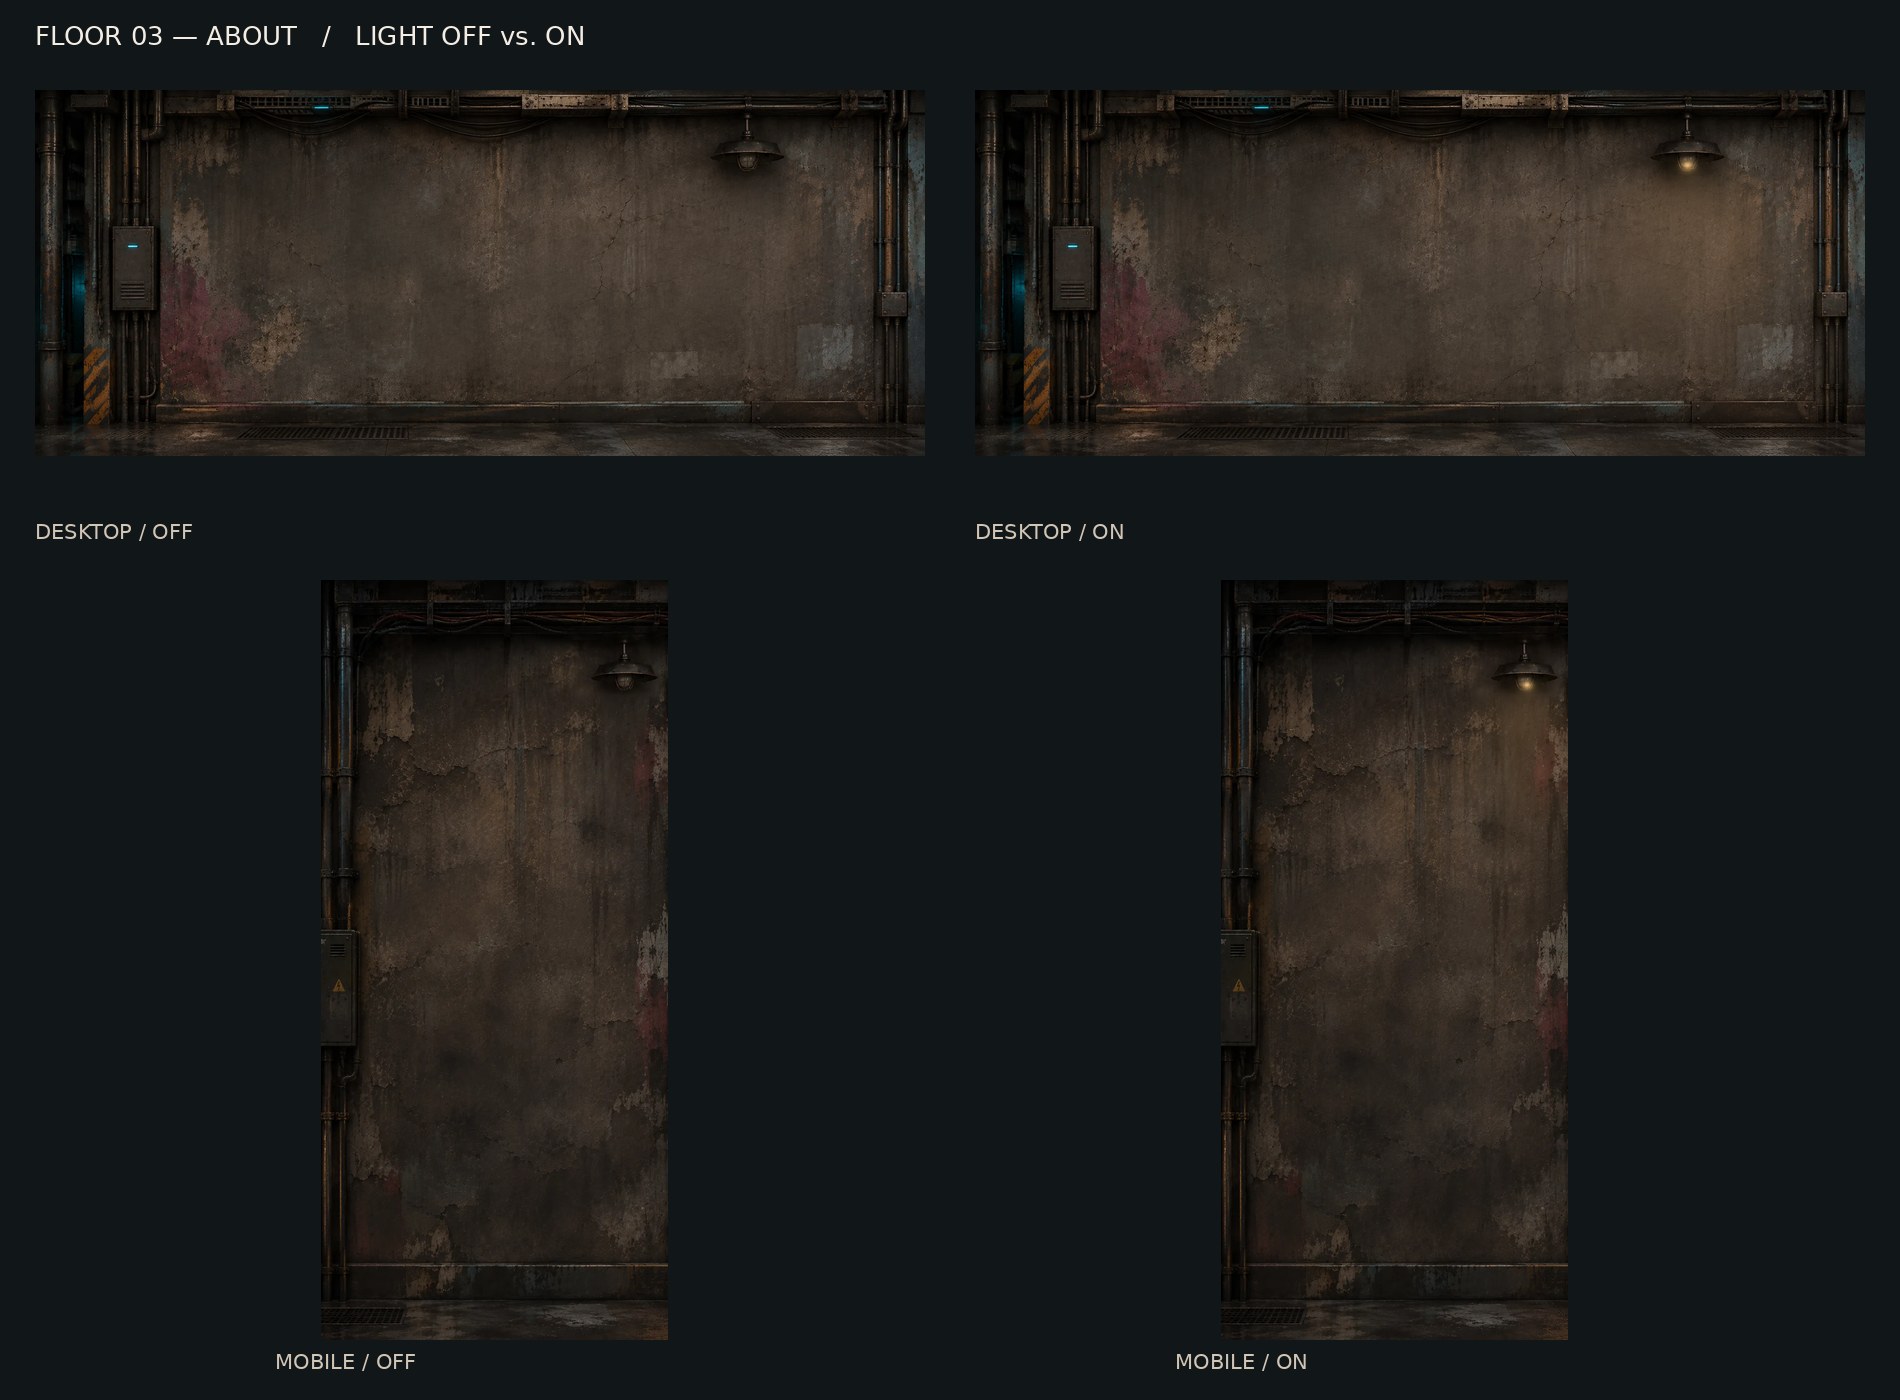 FLOOR 03 — ABOUT / LIGHT OFF vs. ON
DESKTOP / OFF
DESKTOP / ON
MOBILE / OFF
MOBILE / ON